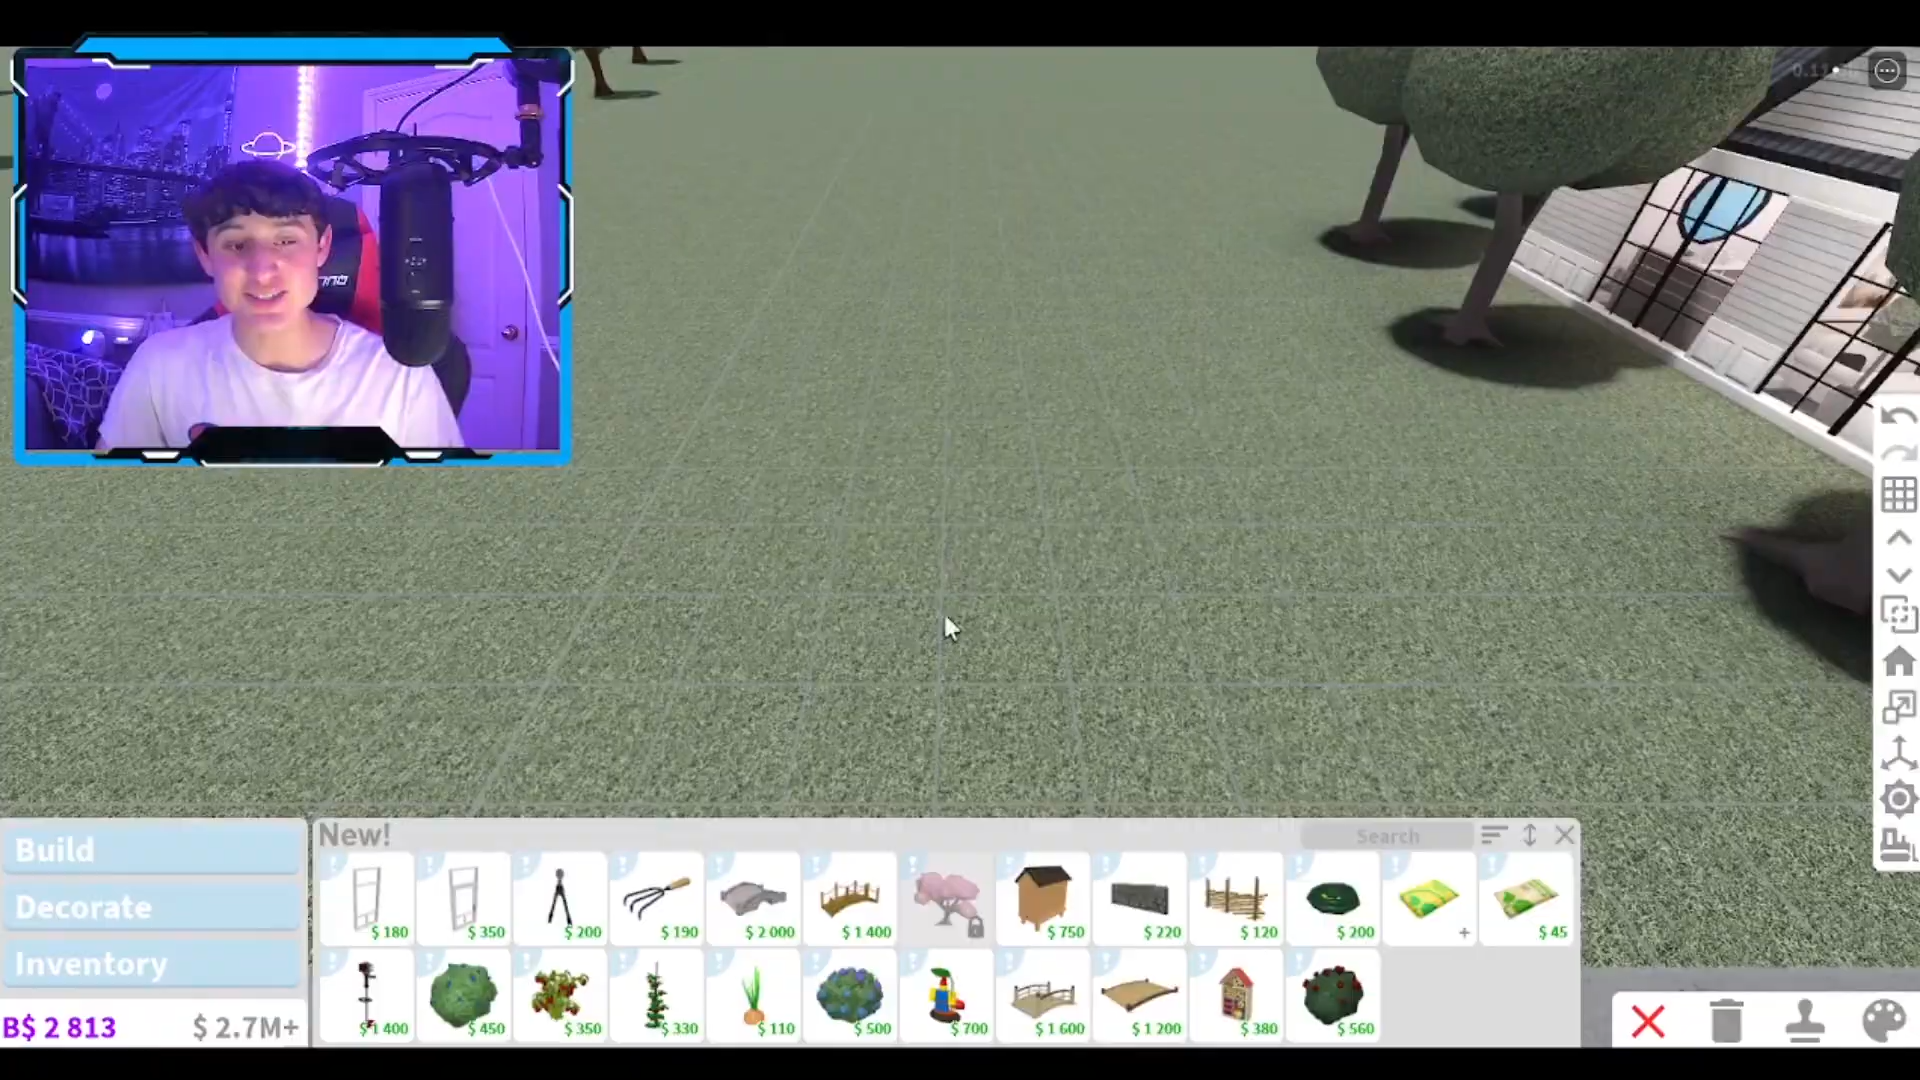 New!
Search
Build
$ 180
$ 350
$ 200
$ 190
$ 2 000
$ 1 400
$ 750
$ 220
$ 120
$ 200
+
$ 45
Decorate
Inventory
B$ 2 813
$ 2.7M+
$ 1 400
$ 450
$ 350
$ 330
$ 110
$ 500
$ 700
$ 1 600
$ 1 200
$ 380
$ 560